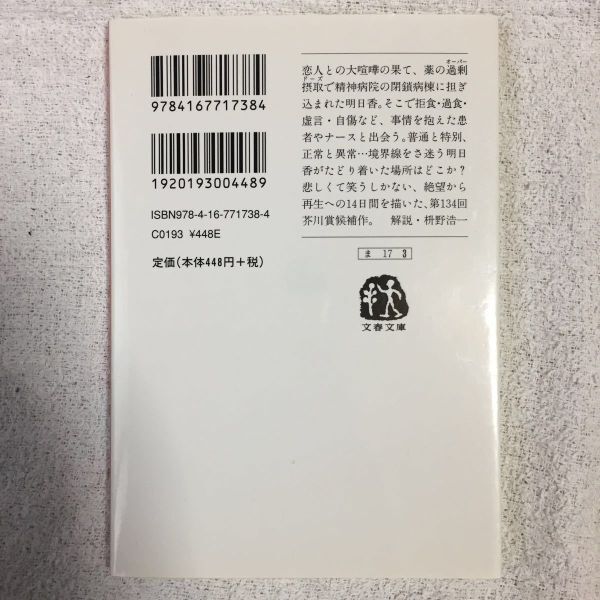 9784167717384
1920193004489
ISBN978-4-16-771738-4
C0193 ¥448E
定価(本体448円+税)
恋人との大喧嘩の果て、薬の過剰
オーバー
摂取で精神病院の閉鎖病棟に担ぎ
ドーズ
込まれた明日香。そこで拒食・過食・
虚言・自傷など、事情を抱えた患
者やナースと出会う。普通と特別、
正常と異常…境界線をさ迷う明日
香がたどり着いた場所はどこか?
悲しくて笑うしかない、絶望から
再生への14日間を描いた、第134回
芥川賞候補作。 解説・枡野浩一
ま 17 3
文春文庫